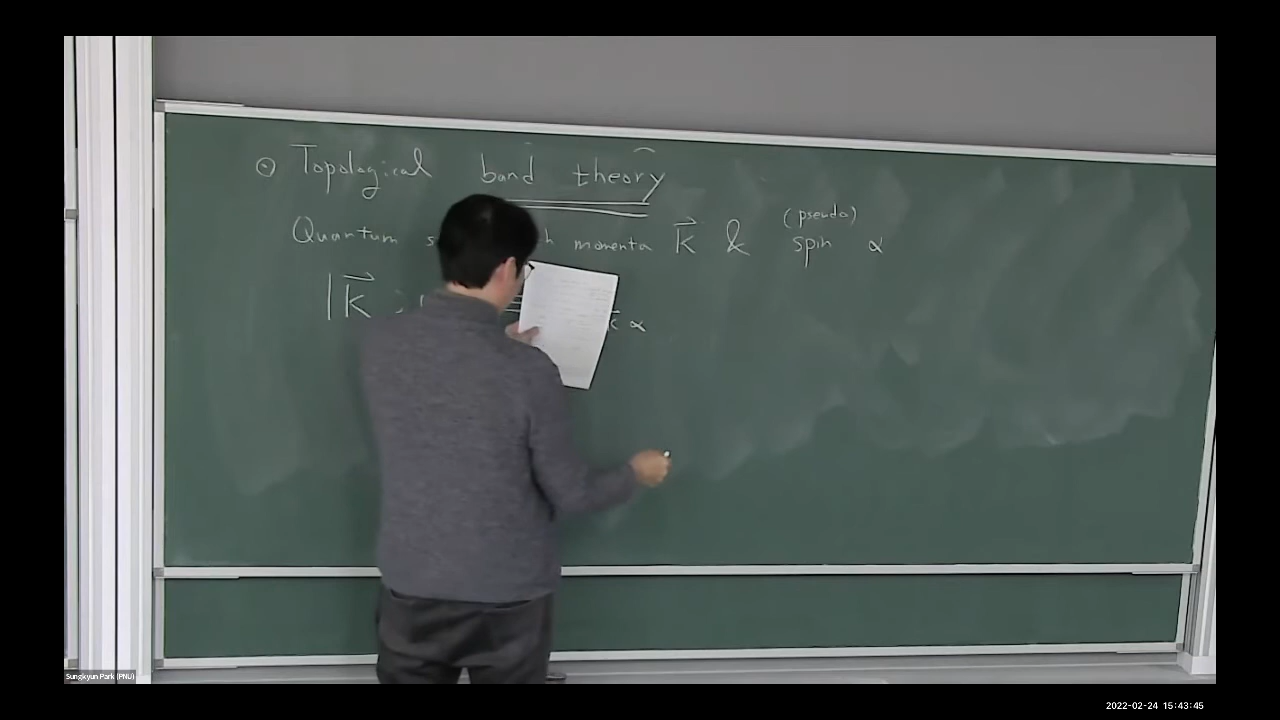 ⊙ Topological band theory
Quantum momenta k⃗ & (pseudo) spin α
|k⃗ ; k⃗ α
Sungkyun Park (PNU)
2022-02-24 15:43:45